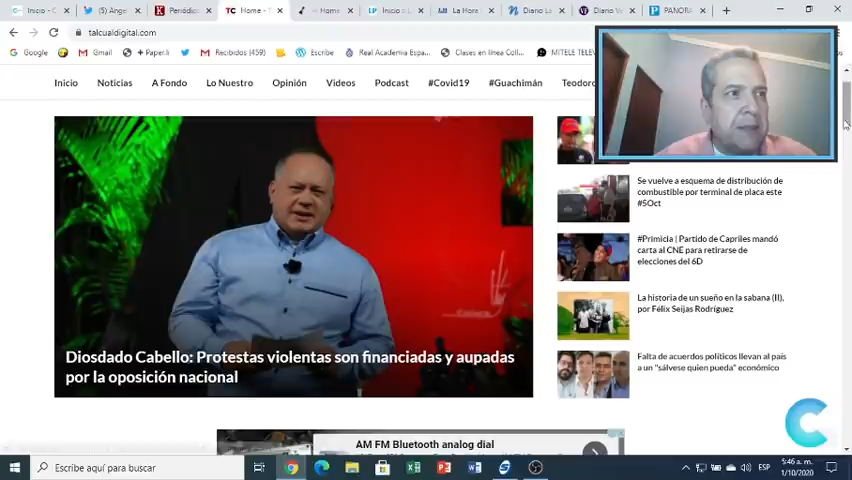 Inicio - C
(5) Ange
Periódic
TC Home - T
Home
LP Inicio :: L
La Hora
Diario La
Diario Ve
PANORA
talcualdigital.com
Google
Gmail
+ Paper.li
Recibidos (459)
Escribe
Real Academia Espa...
Clases en línea Coll...
MITELE TELE
Inicio
Noticias
A Fondo
Lo Nuestro
Opinión
Videos
Podcast
#Covid19
#Guachimán
Teodoro
Diosdado Cabello: Protestas violentas son financiadas y aupadas
por la oposición nacional
Se vuelve a esquema de distribución de
combustible por terminal de placa este
#5Oct
#Primicia | Partido de Capriles mandó
carta al CNE para retirarse de
elecciones del 6D
La historia de un sueño en la sabana (II),
por Félix Seijas Rodríguez
Falta de acuerdos políticos llevan al país
a un "sálvese quien pueda" económico
AM FM Bluetooth analog dial
Escribe aquí para buscar
ESP
5:46 a. m.
1/10/2020